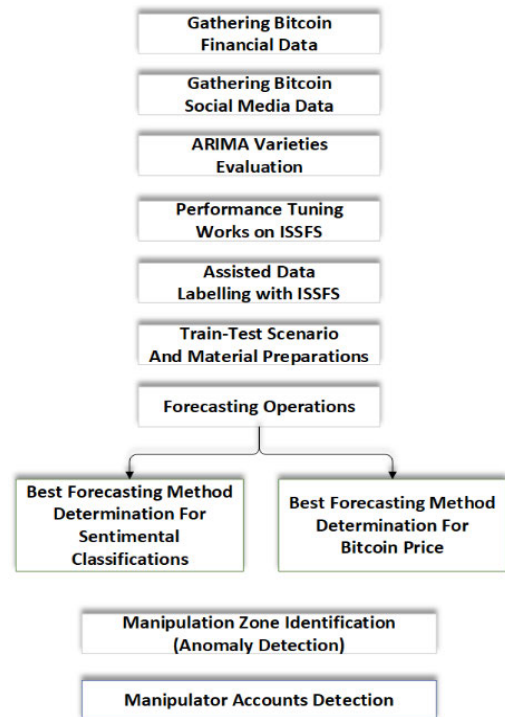 Gathering Bitcoin
Financial Data
Gathering Bitcoin
Social Media Data
ARIMA Varieties
Evaluation
Performance Tuning
Works on ISSFS
Assisted Data
Labelling with ISSFS
Train-Test Scenario
And Material Preparations
Forecasting Operations
Best Forecasting Method
Determination For
Sentimental
Classifications
Best Forecasting Method
Determination For
Bitcoin Price
Manipulation Zone Identification
(Anomaly Detection)
Manipulator Accounts Detection